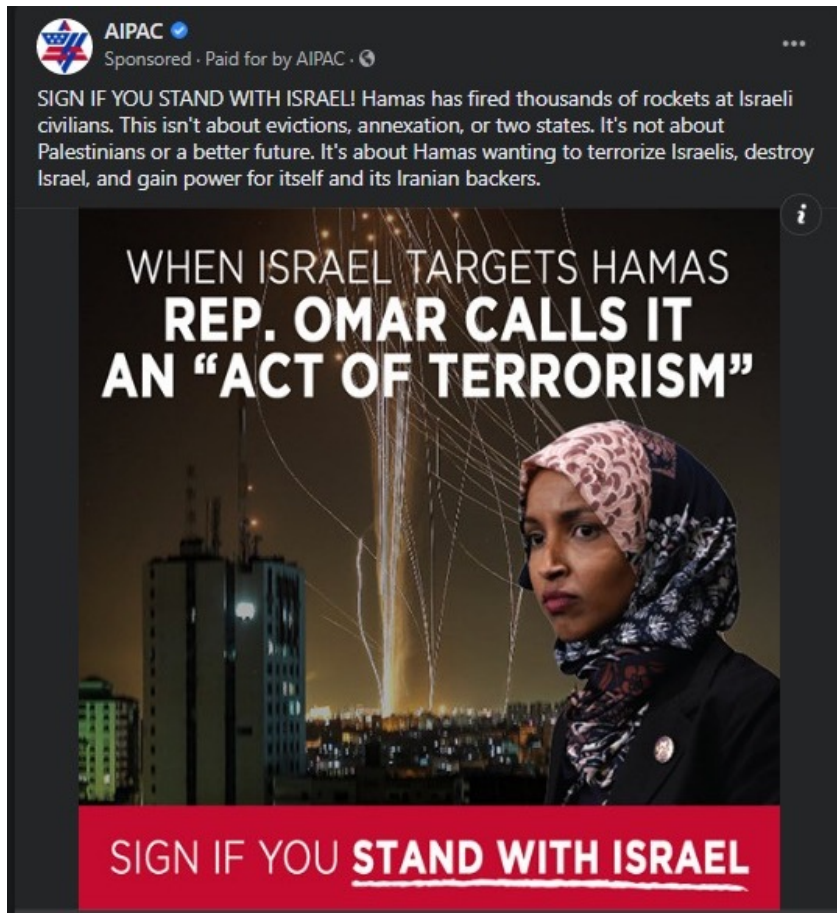 AIPAC
Sponsored · Paid for by AIPAC ·
SIGN IF YOU STAND WITH ISRAEL! Hamas has fired thousands of rockets at Israeli
civilians. This isn't about evictions, annexation, or two states. It's not about
Palestinians or a better future. It's about Hamas wanting to terrorize Israelis, destroy
Israel, and gain power for itself and its Iranian backers.
WHEN ISRAEL TARGETS HAMAS
REP. OMAR CALLS IT
AN “ACT OF TERRORISM”
SIGN IF YOU STAND WITH ISRAEL